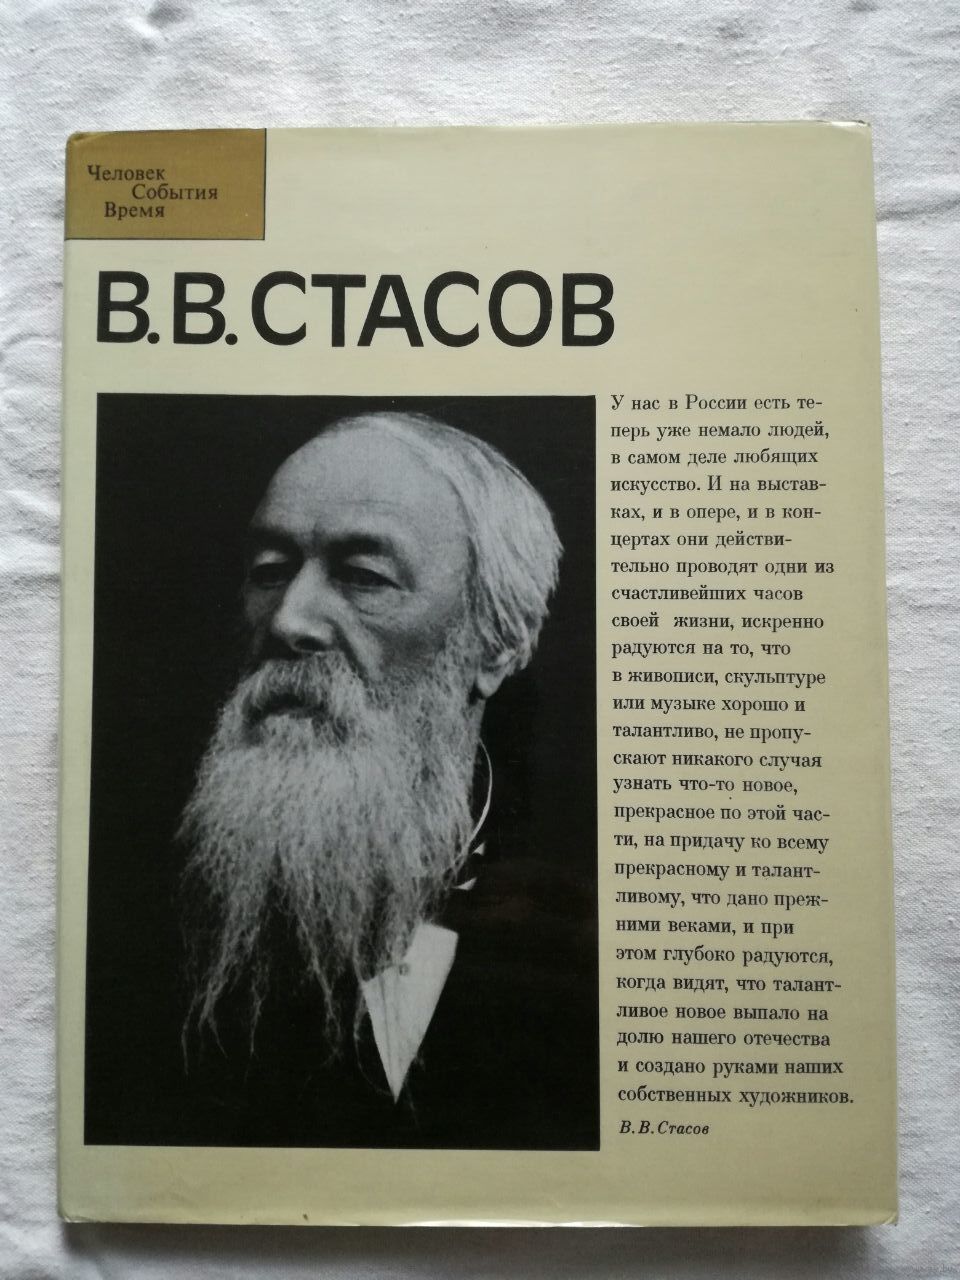 Человек
События
Время
В.В.СТАСОВ
У нас в России есть те-
перь уже немало людей,
в самом деле любящих
искусство. И на выстав-
ках, и в опере, и в кон-
цертах они действи-
тельно проводят одни из
счастливейших часов
своей жизни, искренно
радуются на то, что
в живописи, скульптуре
или музыке хорошо и
талантливо, не пропу-
скают никакого случая
узнать что-то новое,
прекрасное по этой час-
ти, на придачу ко всему
прекрасному и талант-
ливому, что дано преж-
ними веками, и при
этом глубоко радуются,
когда видят, что талант-
ливое новое выпало на
долю нашего отечества
и создано руками наших
собственных художников.
В.В.Стасов